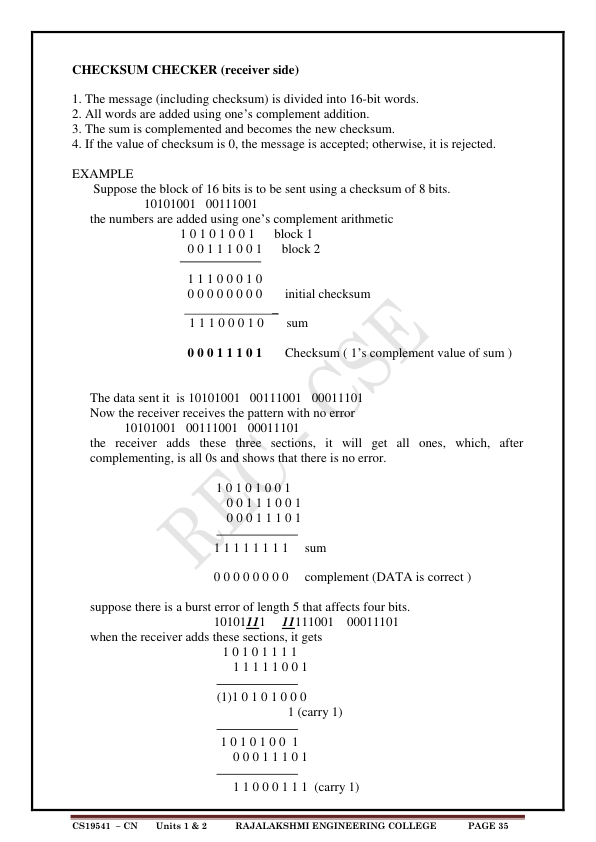 CHECKSUM CHECKER (receiver side)
1. The message (including checksum) is divided into 16-bit words.
2. All words are added using one’s complement addition.
3. The sum is complemented and becomes the new checksum.
4. If the value of checksum is 0, the message is accepted; otherwise, it is rejected.
EXAMPLE
Suppose the block of 16 bits is to be sent using a checksum of 8 bits.
10101001 00111001
the numbers are added using one’s complement arithmetic
1 0 1 0 1 0 0 1 block 1
0 0 1 1 1 0 0 1 block 2
1 1 1 0 0 0 1 0
0 0 0 0 0 0 0 0 initial checksum
1 1 1 0 0 0 1 0 sum
0 0 0 1 1 1 0 1 Checksum ( 1’s complement value of sum )
The data sent it is 10101001 00111001 00011101
Now the receiver receives the pattern with no error
10101001 00111001 00011101
the receiver adds these three sections, it will get all ones, which, after
complementing, is all 0s and shows that there is no error.
1 0 1 0 1 0 0 1
0 0 1 1 1 0 0 1
0 0 0 1 1 1 0 1
1 1 1 1 1 1 1 1 sum
0 0 0 0 0 0 0 0 complement (DATA is correct )
suppose there is a burst error of length 5 that affects four bits.
10101111 11111001 00011101
when the receiver adds these sections, it gets
1 0 1 0 1 1 1 1
1 1 1 1 1 0 0 1
(1)1 0 1 0 1 0 0 0
1 (carry 1)
1 0 1 0 1 0 0 1
0 0 0 1 1 1 0 1
1 1 0 0 0 1 1 1 (carry 1)
REC - CSE
CS19541 – CN Units 1 & 2 RAJALAKSHMI ENGINEERING COLLEGE PAGE 35